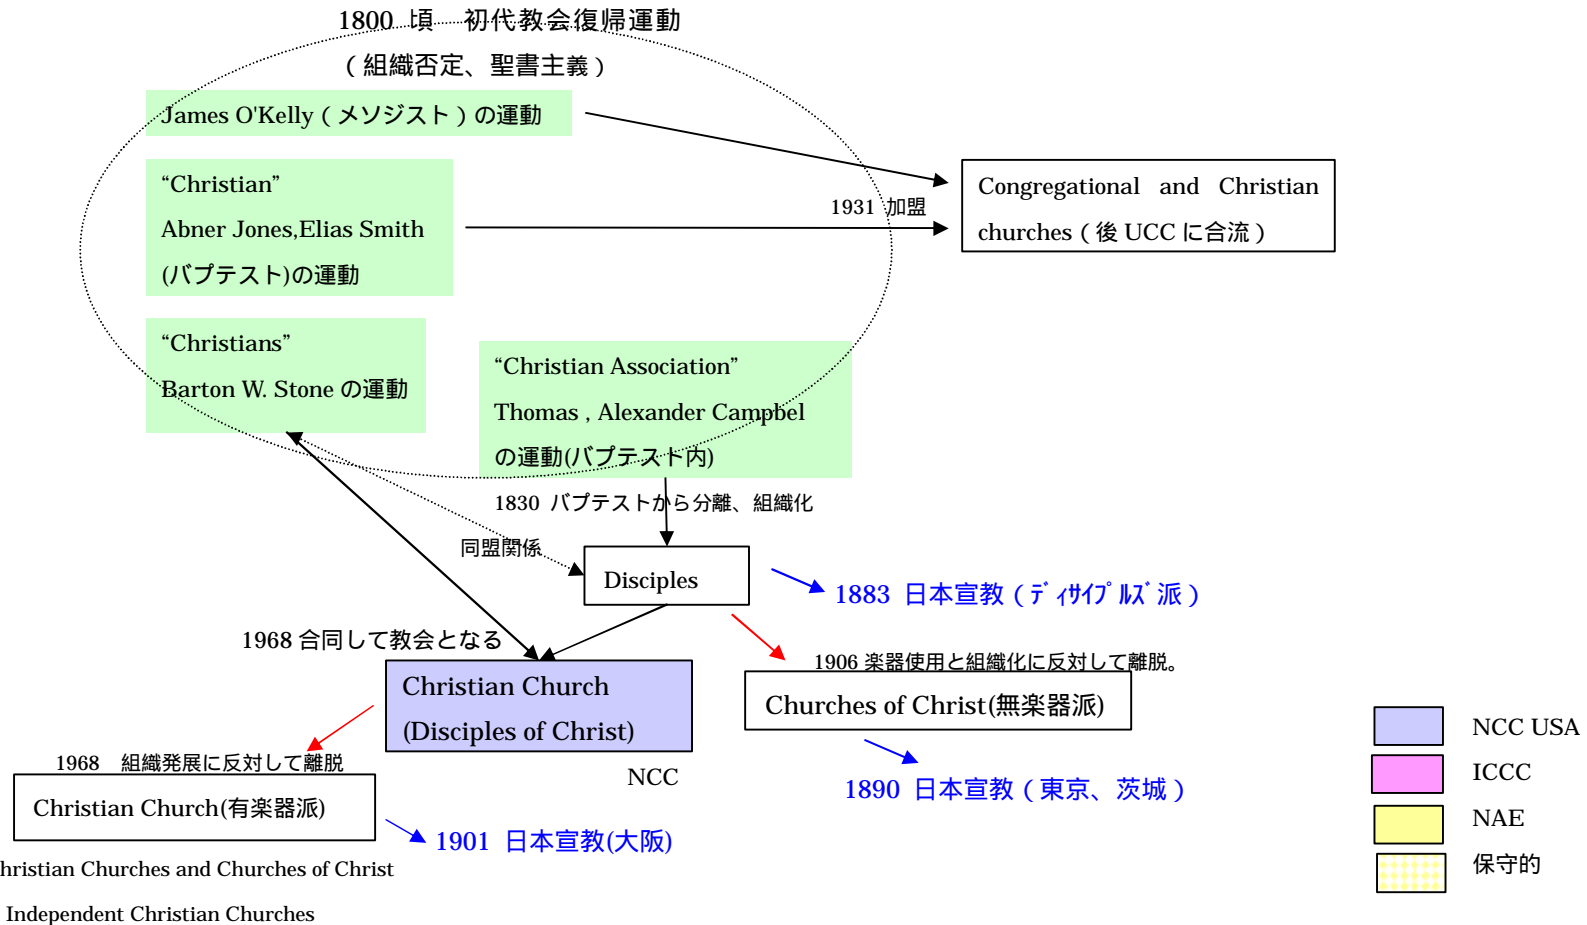 1800 頃　初代教会復帰運動
（組織否定、聖書主義）
James O'Kelly（メソジスト）の運動
“Christian”
Abner Jones,Elias Smith
(バプテスト)の運動
1931 加盟
Congregational and Christian
churches（後 UCC に合流）
“Christians”
Barton W. Stone の運動
“Christian Association”
Thomas , Alexander Campbel
の運動(バプテスト内)
1830 バプテストから分離、組織化
同盟関係
Disciples
1883 日本宣教（ディサイプルズ派）
1968 合同して教会となる
1906 楽器使用と組織化に反対して離脱。
Christian Church
(Disciples of Christ)
NCC
Churches of Christ(無楽器派)
1890 日本宣教（東京、茨城）
1968　組織発展に反対して離脱
Christian Church(有楽器派)
1901 日本宣教(大阪)
hristian Churches and Churches of Christ
Independent Christian Churches
NCC USA
ICCC
NAE
保守的